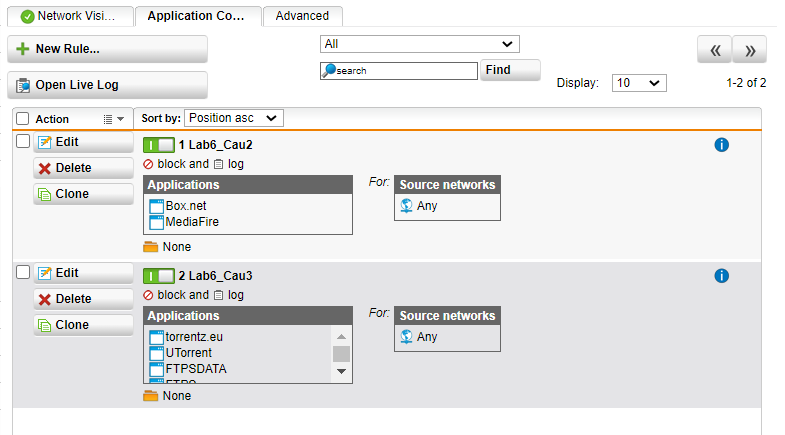 Network Visi... Application Co... Advanced
New Rule... All
search Find
Open Live Log Display: 10 1-2 of 2
Action Sort by: Position asc
Edit 1 Lab6_Cau2
Delete block and log
Clone Applications For: Source networks
Box.net Any
MediaFire
None
Edit 2 Lab6_Cau3
Delete block and log
Clone Applications For: Source networks
torrentz.eu Any
UTorrent
FTPSDATA
FTPS
None